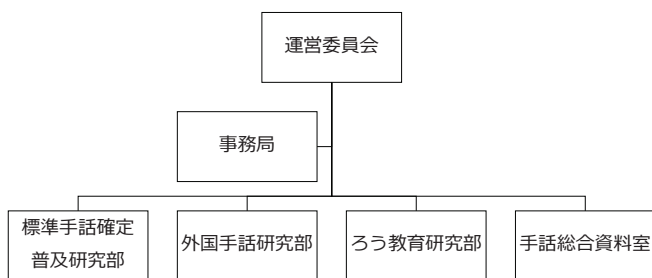 運営委員会
事務局
標準手話確定
普及研究部
外国手話研究部
ろう教育研究部
手話総合資料室